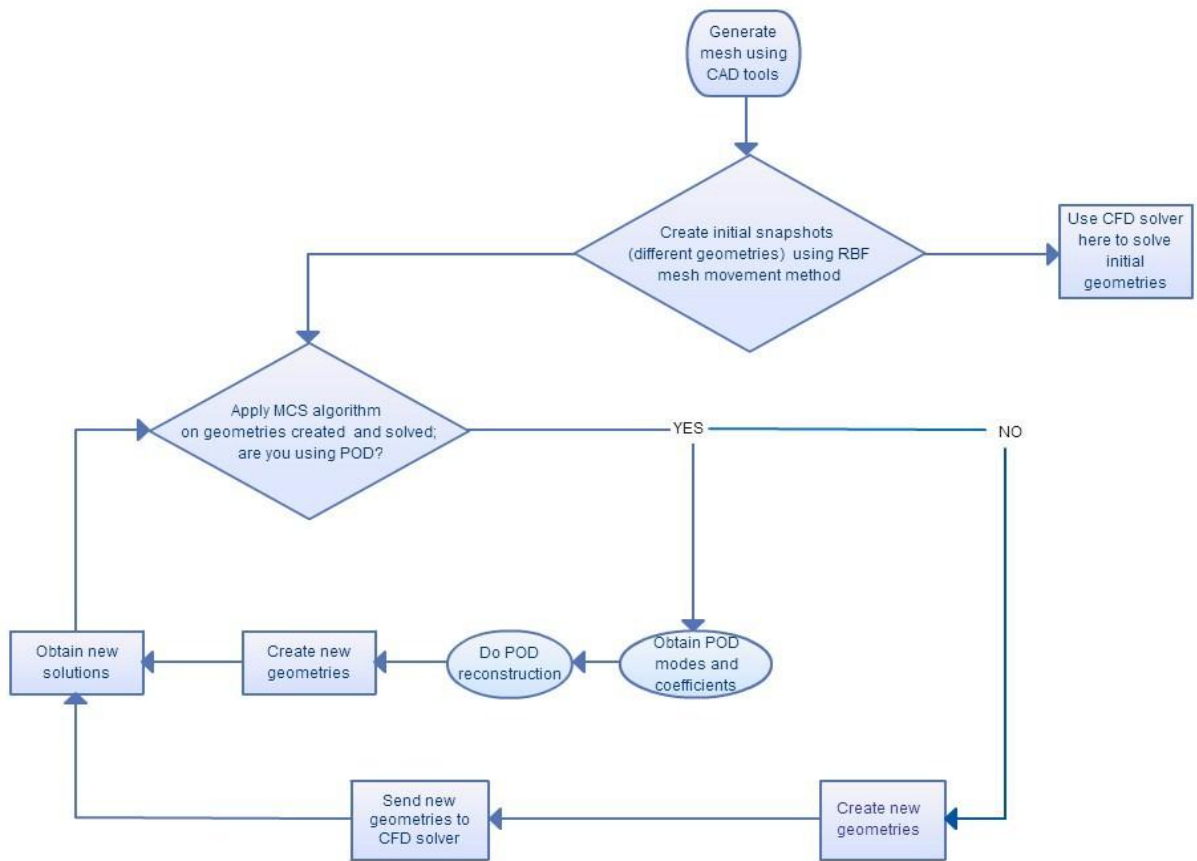 Generate
mesh using
CAD tools
Create initial snapshots
(different geometries) using RBF
mesh movement method
Use CFD solver
here to solve
initial
geometries
Apply MCS algorithm
on geometries created and solved;
are you using POD?
YES
NO
Obtain new
solutions
Create new
geometries
Do POD
reconstruction
Obtain POD
modes and
coefficients
Send new
geometries to
CFD solver
Create new
geometries